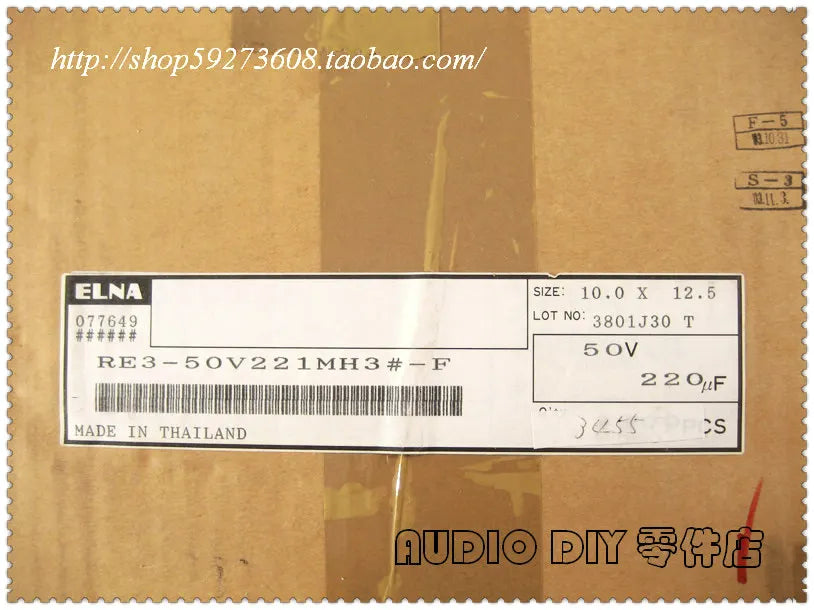 http://shop59273608.taobao.com/
F-5
S-3
ELNA
077649
######
SIZE: 10.0 X 12.5
LOT NO: 3801J30 T
RE3-50V221MH3#-F
50V
220μF
MADE IN THAILAND
3455
CS
AUDIO DIY 零件店